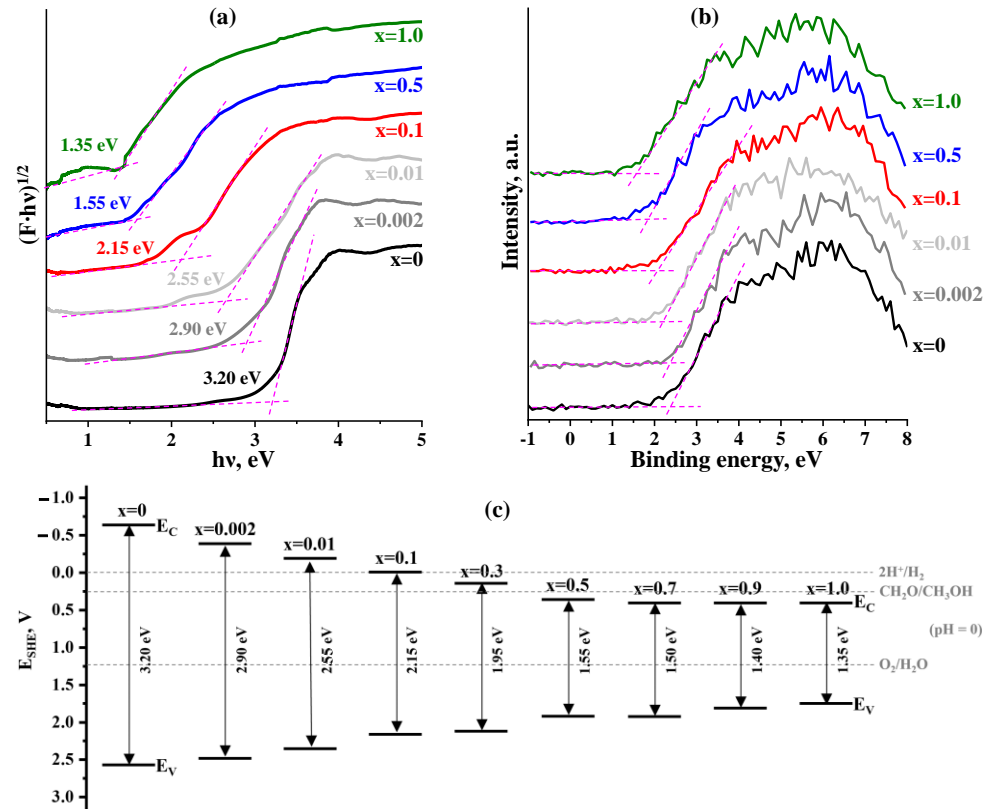 (a)
x=1.0
x=0.5
x=0.1
x=0.01
x=0.002
x=0
1.35 eV
1.55 eV
2.15 eV
2.55 eV
2.90 eV
3.20 eV
(F·hν)1/2
1 2 3 4 5
hν, eV
(b)
x=1.0
x=0.5
x=0.1
x=0.01
x=0.002
x=0
Intensity, a.u.
-1 0 1 2 3 4 5 6 7 8
Binding energy, eV
(c)
−1.0
−0.5
0.0
0.5
1.0
1.5
2.0
2.5
3.0
ESHE, V
x=0 EC
x=0.002
x=0.01
x=0.1
x=0.3
x=0.5
x=0.7
x=0.9
x=1.0
EC
2H+/H2
CH2O/CH3OH
(pH = 0)
O2/H2O
3.20 eV
2.90 eV
2.55 eV
2.15 eV
1.95 eV
1.55 eV
1.50 eV
1.40 eV
1.35 eV
EV
EV